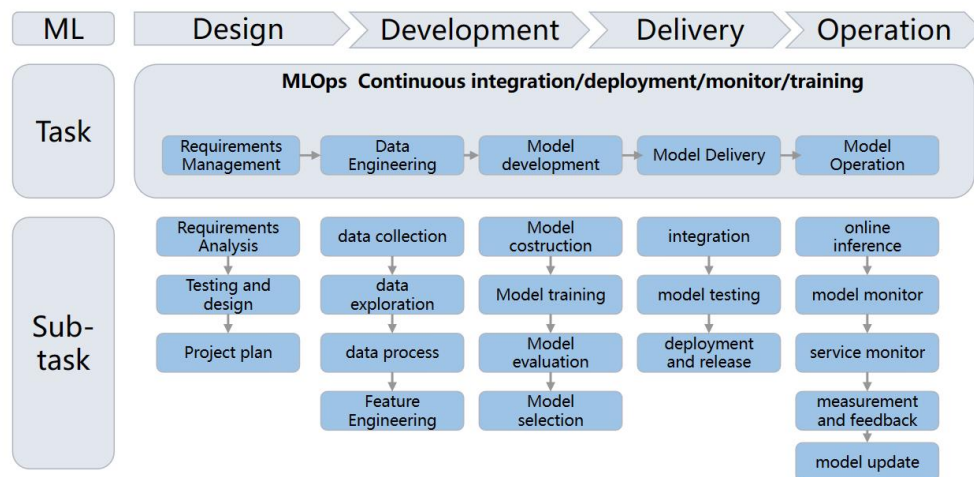 ML
Design
Development
Delivery
Operation
Task
MLOps Continuous integration/deployment/monitor/training
Requirements
Management
Data
Engineering
Model
development
Model Delivery
Model
Operation
Sub-
task
Requirements
Analysis
Testing and
design
Project plan
data collection
data
exploration
data process
Feature
Engineering
Model
costruction
Model training
Model
evaluation
Model
selection
integration
model testing
deployment
and release
online
inference
model monitor
service monitor
measurement
and feedback
model update